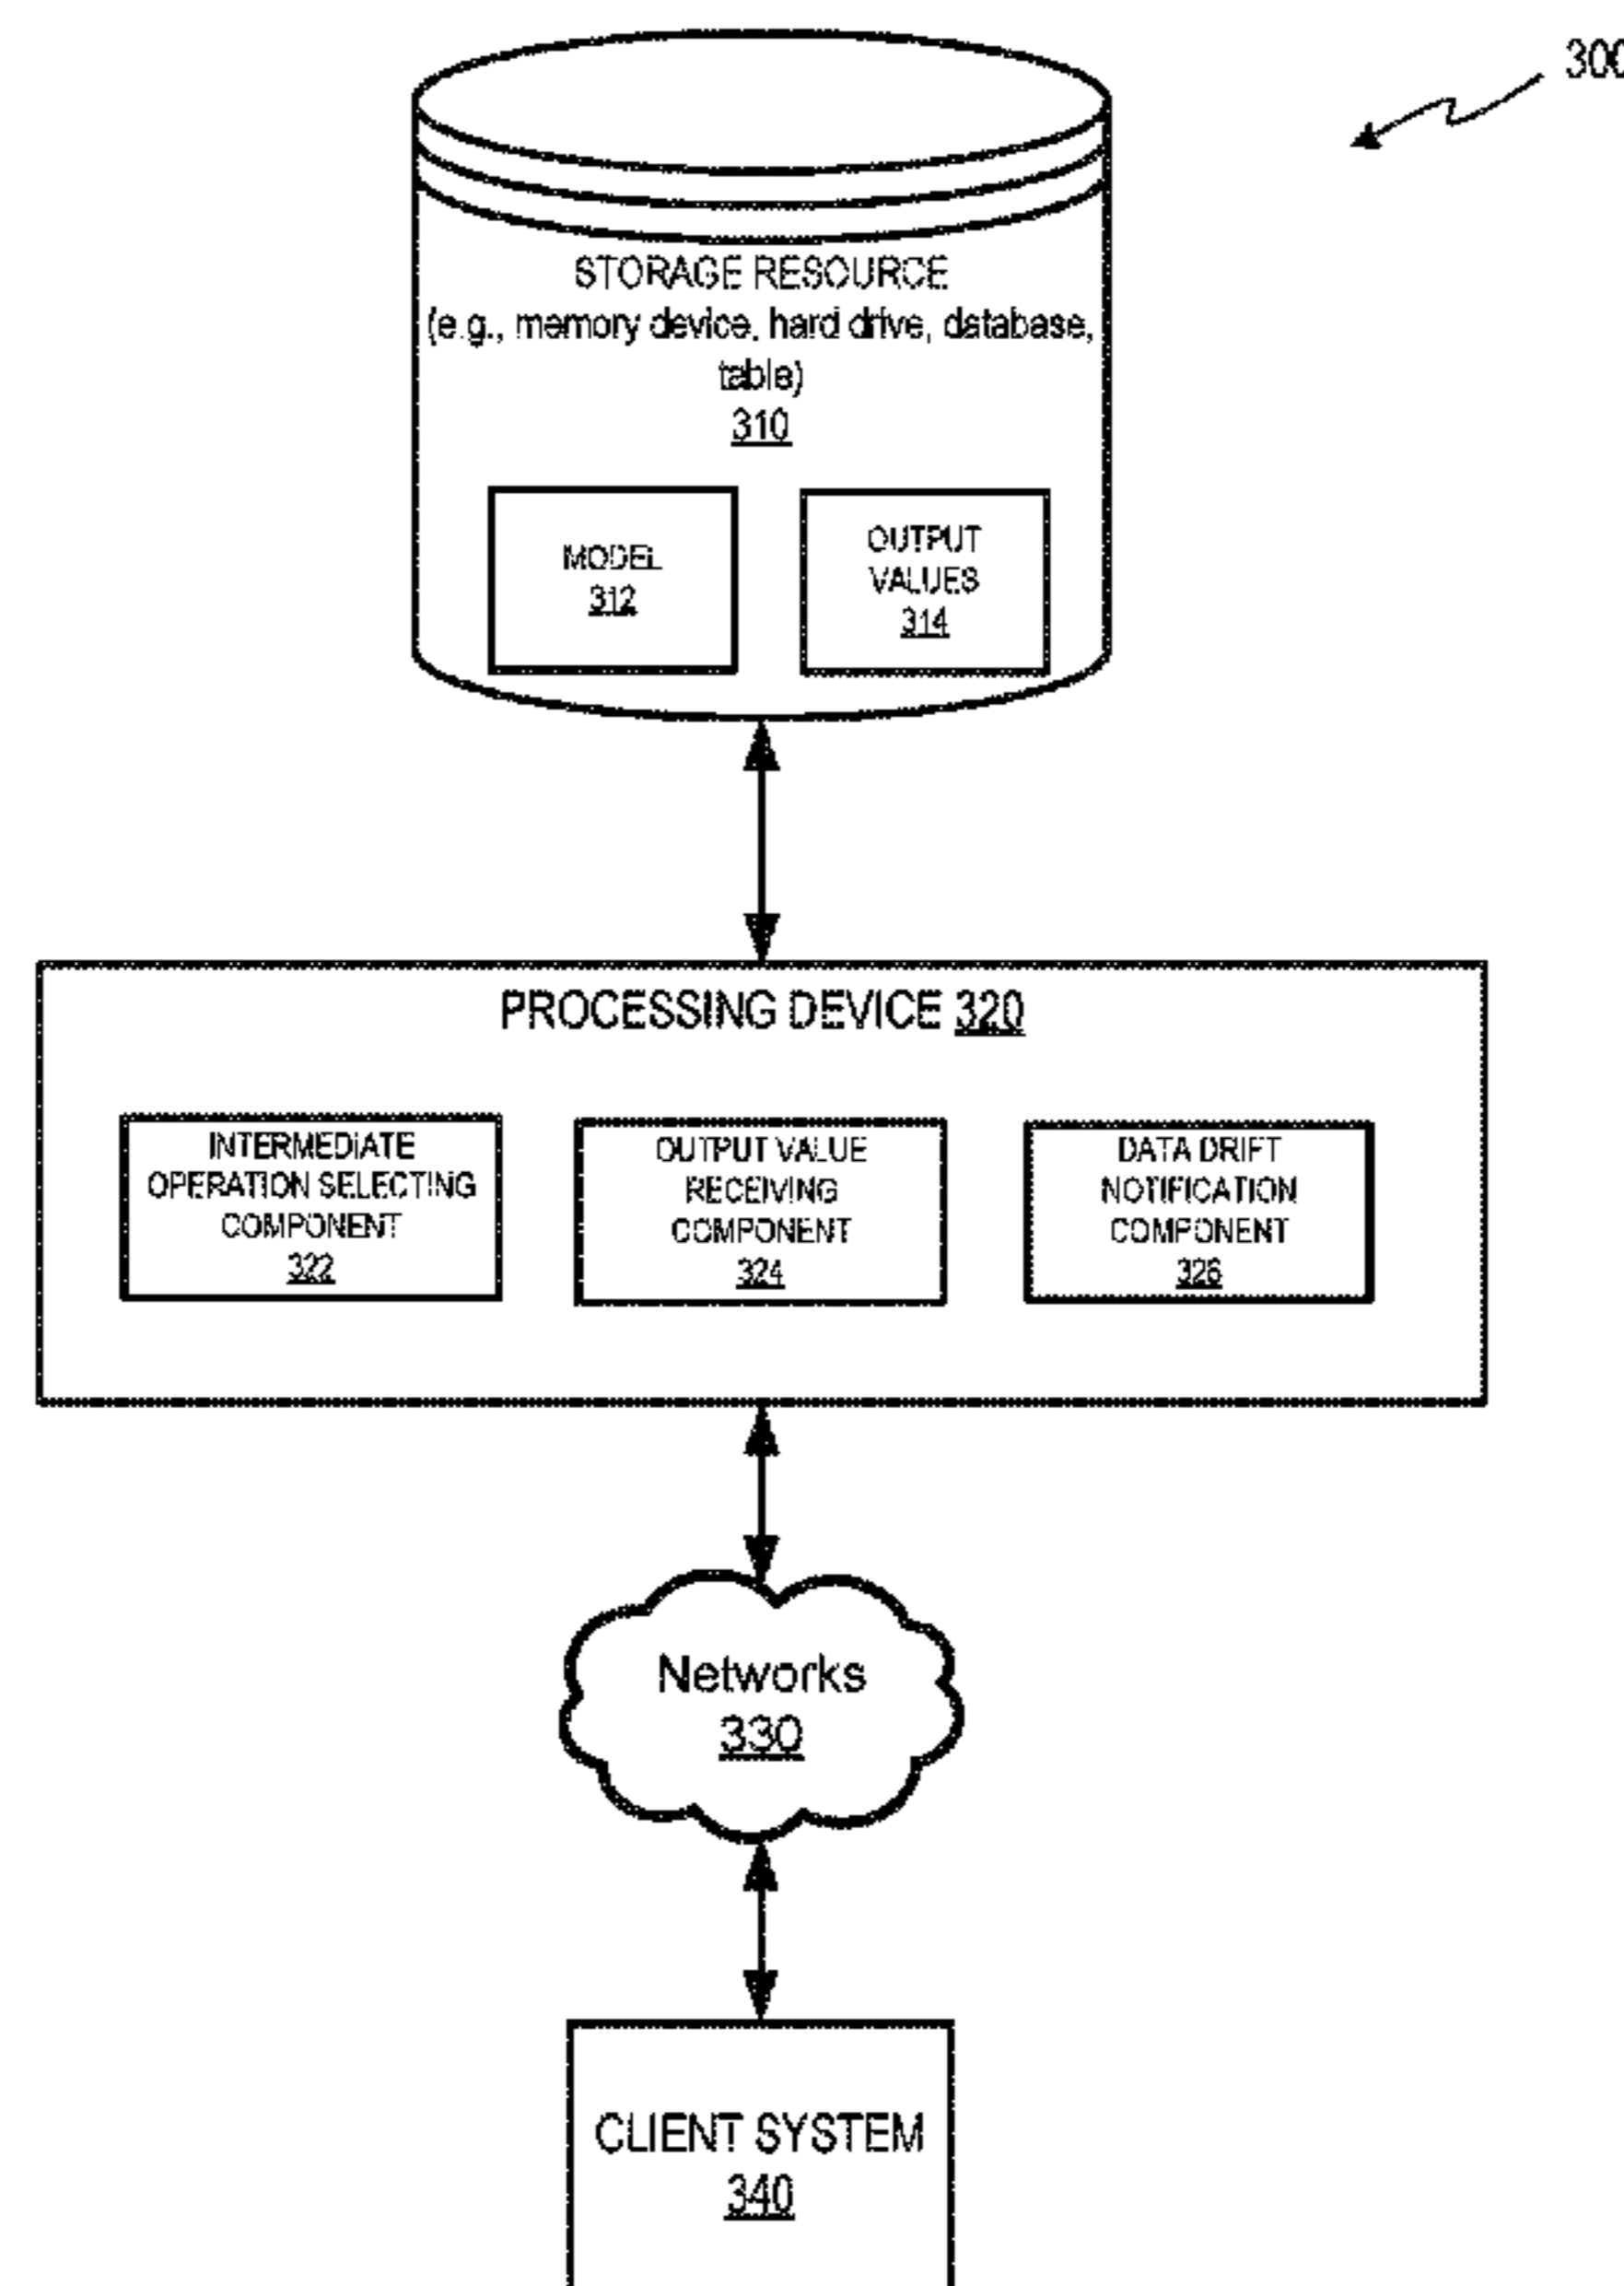 300
STORAGE RESOURCE
(e.g., memory device, hard drive, database,
table)
310
MODEL
312
OUTPUT
VALUES
314
PROCESSING DEVICE 320
INTERMEDIATE
OPERATION SELECTING
COMPONENT
322
OUTPUT VALUE
RECEIVING
COMPONENT
324
DATA DRIFT
NOTIFICATION
COMPONENT
326
Networks
330
CLIENT SYSTEM
340